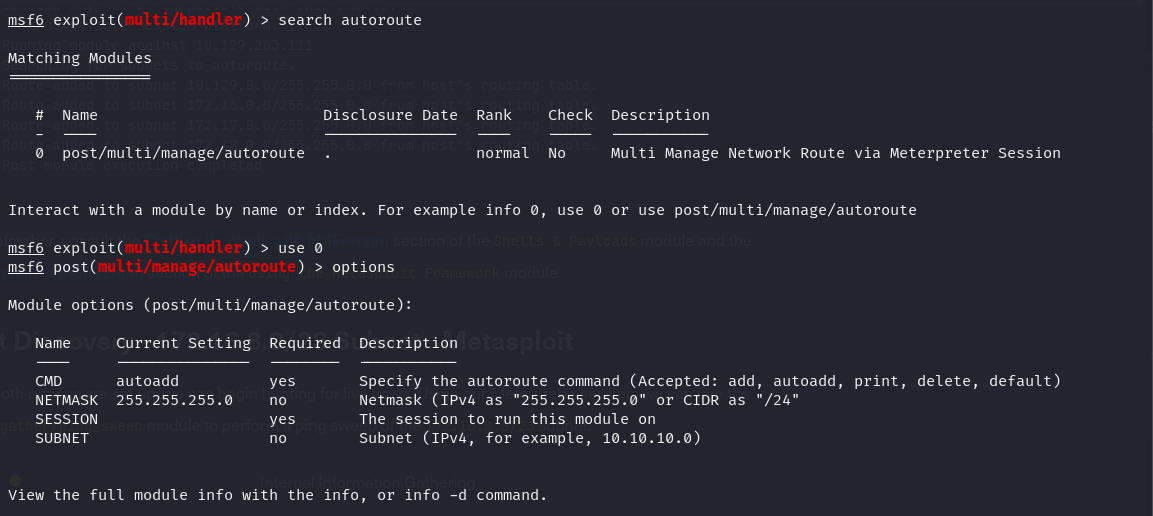 msf6 exploit(multi/handler) > search autoroute
Matching Modules
================
# Name Disclosure Date Rank Check Description
- ---- --------------- ---- ----- -----------
0 post/multi/manage/autoroute . normal No Multi Manage Network Route via Meterpreter Session
Interact with a module by name or index. For example info 0, use 0 or use post/multi/manage/autoroute
msf6 exploit(multi/handler) > use 0
msf6 post(multi/manage/autoroute) > options
Module options (post/multi/manage/autoroute):
Name Current Setting Required Description
---- --------------- -------- -----------
CMD autoadd yes Specify the autoroute command (Accepted: add, autoadd, print, delete, default)
NETMASK 255.255.255.0 no Netmask (IPv4 as "255.255.255.0" or CIDR as "/24"
SESSION yes The session to run this module on
SUBNET no Subnet (IPv4, for example, 10.10.10.0)
Internal Information Gathering
View the full module info with the info, or info -d command.